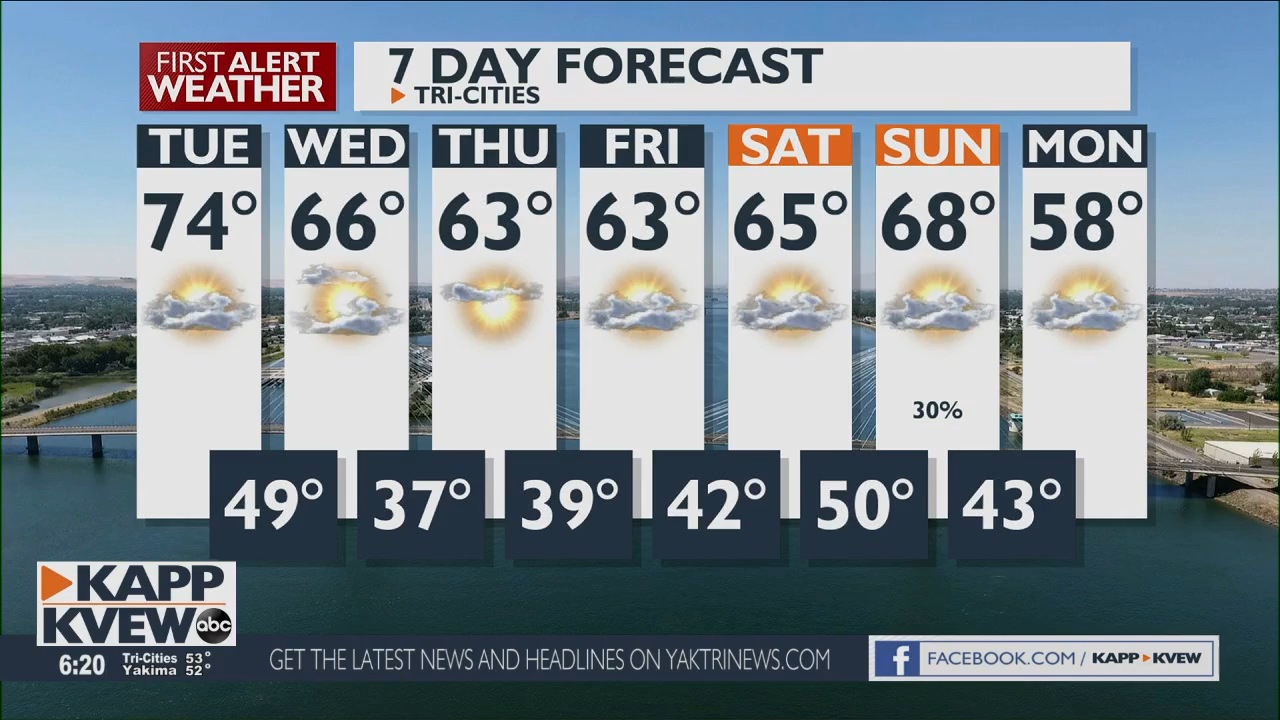 FIRST ALERT
WEATHER
7 DAY FORECAST
TRI-CITIES
TUE WED THU FRI SAT SUN MON
74° 66° 63° 63° 65° 68° 58°
30%
49° 37° 39° 42° 50° 43°
KAPP
KVEW abc
6:20
Tri-Cities 53°
Yakima 52°
GET THE LATEST NEWS AND HEADLINES ON YAKTRINEWS.COM
f FACEBOOK.COM / KAPP KVEW